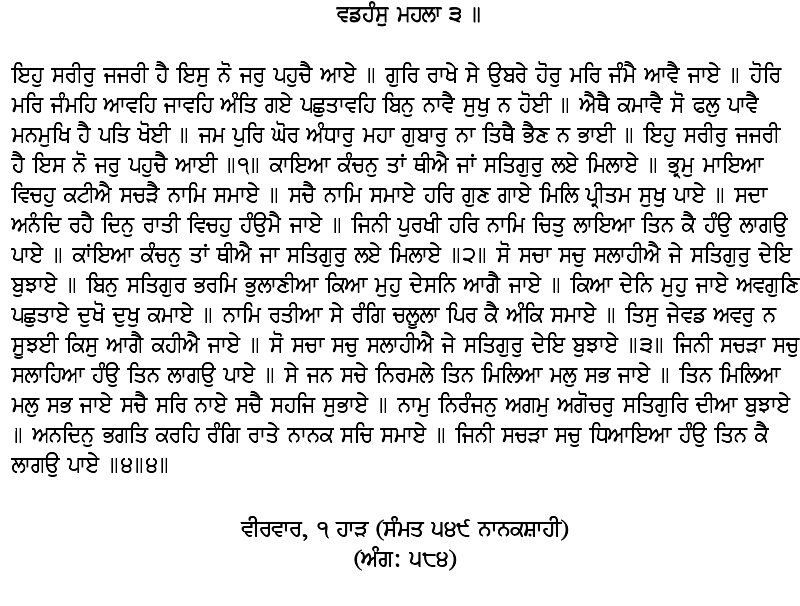 ਵਡਹੰਸੁ ਮਹਲਾ ੩ ॥
ਇਹੁ ਸਰੀਰੁ ਜਜਰੀ ਹੈ ਇਸੁ ਨੋ ਜਰੁ ਪਹੁਚੈ ਆਏ ॥ ਗੁਰਿ ਰਾਖੇ ਸੇ ਉਬਰੇ ਹੋਰੁ ਮਰਿ ਜੰਮੈ ਆਵੈ ਜਾਏ ॥ ਹੋਰਿ
ਮਰਿ ਜੰਮਹਿ ਆਵਹਿ ਜਾਵਹਿ ਅੰਤਿ ਗਏ ਪਛੁਤਾਵਹਿ ਬਿਨੁ ਨਾਵੈ ਸੁਖੁ ਨ ਹੋਈ ॥ ਐਥੈ ਕਮਾਵੈ ਸੋ ਫਲੁ ਪਾਵੈ
ਮਨਮੁਖਿ ਹੈ ਪਤਿ ਖੋਈ ॥ ਜਮ ਪੁਰਿ ਘੋਰ ਅੰਧਾਰੁ ਮਹਾ ਗੁਬਾਰੁ ਨਾ ਤਿਥੈ ਭੈਣ ਨ ਭਾਈ ॥ ਇਹੁ ਸਰੀਰੁ ਜਜਰੀ
ਹੈ ਇਸ ਨੋ ਜਰੁ ਪਹੁਚੈ ਆਈ ॥੧॥ ਕਾਇਆ ਕੰਚਨੁ ਤਾਂ ਥੀਐ ਜਾਂ ਸਤਿਗੁਰੁ ਲਏ ਮਿਲਾਏ ॥ ਭ੍ਰਮੁ ਮਾਇਆ
ਵਿਚਹੁ ਕਟੀਐ ਸਚੜੈ ਨਾਮਿ ਸਮਾਏ ॥ ਸਚੈ ਨਾਮਿ ਸਮਾਏ ਹਰਿ ਗੁਣ ਗਾਏ ਮਿਲਿ ਪ੍ਰੀਤਮ ਸੁਖੁ ਪਾਏ ॥ ਸਦਾ
ਅਨੰਦਿ ਰਹੈ ਦਿਨੁ ਰਾਤੀ ਵਿਚਹੁ ਹੰਉਮੈ ਜਾਏ ॥ ਜਿਨੀ ਪੁਰਖੀ ਹਰਿ ਨਾਮਿ ਚਿਤੁ ਲਾਇਆ ਤਿਨ ਕੈ ਹੰਉ ਲਾਗਉ
ਪਾਏ ॥ ਕਾਂਇਆ ਕੰਚਨੁ ਤਾਂ ਥੀਐ ਜਾ ਸਤਿਗੁਰੁ ਲਏ ਮਿਲਾਏ ॥੨॥ ਸੋ ਸਚਾ ਸਚੁ ਸਲਾਹੀਐ ਜੇ ਸਤਿਗੁਰੁ ਦੇਇ
ਬੁਝਾਏ ॥ ਬਿਨੁ ਸਤਿਗੁਰ ਭਰਮਿ ਭੁਲਾਣੀਆ ਕਿਆ ਮੁਹੁ ਦੇਸਨਿ ਆਗੈ ਜਾਏ ॥ ਕਿਆ ਦੇਨਿ ਮੁਹੁ ਜਾਏ ਅਵਗੁਣਿ
ਪਛੁਤਾਏ ਦੁਖੋ ਦੁਖੁ ਕਮਾਏ ॥ ਨਾਮਿ ਰਤੀਆ ਸੇ ਰੰਗਿ ਚਲੂਲਾ ਪਿਰ ਕੈ ਅੰਕਿ ਸਮਾਏ ॥ ਤਿਸੁ ਜੇਵਡ ਅਵਰੁ ਨ
ਸੂਝਈ ਕਿਸੁ ਆਗੈ ਕਹੀਐ ਜਾਏ ॥ ਸੋ ਸਚਾ ਸਚੁ ਸਲਾਹੀਐ ਜੇ ਸਤਿਗੁਰੁ ਦੇਇ ਬੁਝਾਏ ॥੩॥ ਜਿਨੀ ਸਚੜਾ ਸਚੁ
ਸਲਾਹਿਆ ਹੰਉ ਤਿਨ ਲਾਗਉ ਪਾਏ ॥ ਸੇ ਜਨ ਸਚੇ ਨਿਰਮਲੇ ਤਿਨ ਮਿਲਿਆ ਮਲੁ ਸਭ ਜਾਏ ॥ ਤਿਨ ਮਿਲਿਆ
ਮਲੁ ਸਭ ਜਾਏ ਸਚੈ ਸਰਿ ਨਾਏ ਸਚੈ ਸਹਜਿ ਸੁਭਾਏ ॥ ਨਾਮੁ ਨਿਰੰਜਨੁ ਅਗਮੁ ਅਗੋਚਰੁ ਸਤਿਗੁਰਿ ਦੀਆ ਬੁਝਾਏ
॥ ਅਨਦਿਨੁ ਭਗਤਿ ਕਰਹਿ ਰੰਗਿ ਰਾਤੇ ਨਾਨਕ ਸਚਿ ਸਮਾਏ ॥ ਜਿਨੀ ਸਚੜਾ ਸਚੁ ਧਿਆਇਆ ਹੰਉ ਤਿਨ ਕੈ
ਲਾਗਉ ਪਾਏ ॥੪॥੪॥
ਵੀਰਵਾਰ, ੧ ਹਾੜ (ਸੰਮਤ ੫੪੯ ਨਾਨਕਸ਼ਾਹੀ)
(ਅੰਗ: ੫੮੪)